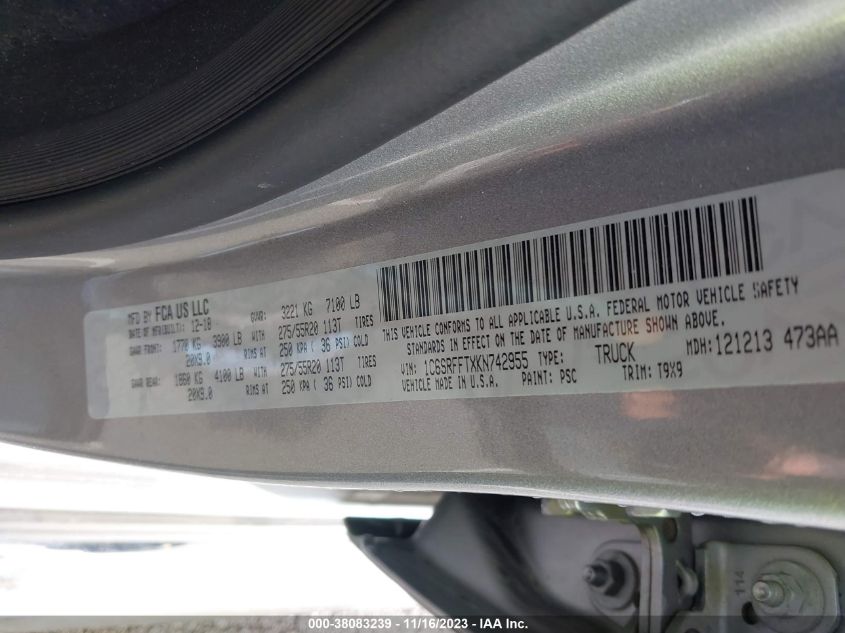 MFD BY FCA US LLC
DATE OF MFR(BUILT): 12-18 GVWR: 3221 KG 7100 LB
GAWR FRONT: 1770 KG 3900 LB WITH 275/55R20 113T TIRES
20X9.0 RIMS AT 250 KPA ( 36 PSI) COLD
GAWR REAR: 1860 KG 4100 LB WITH 275/55R20 113T TIRES
20X9.0 RIMS AT 250 KPA ( 36 PSI) COLD
THIS VEHICLE CONFORMS TO ALL APPLICABLE U.S.A. FEDERAL MOTOR VEHICLE SAFETY
STANDARDS IN EFFECT ON THE DATE OF MANUFACTURE SHOWN ABOVE.
VIN: 1C6SRFFTXKN742955 TYPE: TRUCK MDH:121213 473AA
VEHICLE MADE IN U.S.A. PAINT: PSC TRIM: T9X9
114
000-38083239 - 11/16/2023 - IAA Inc.